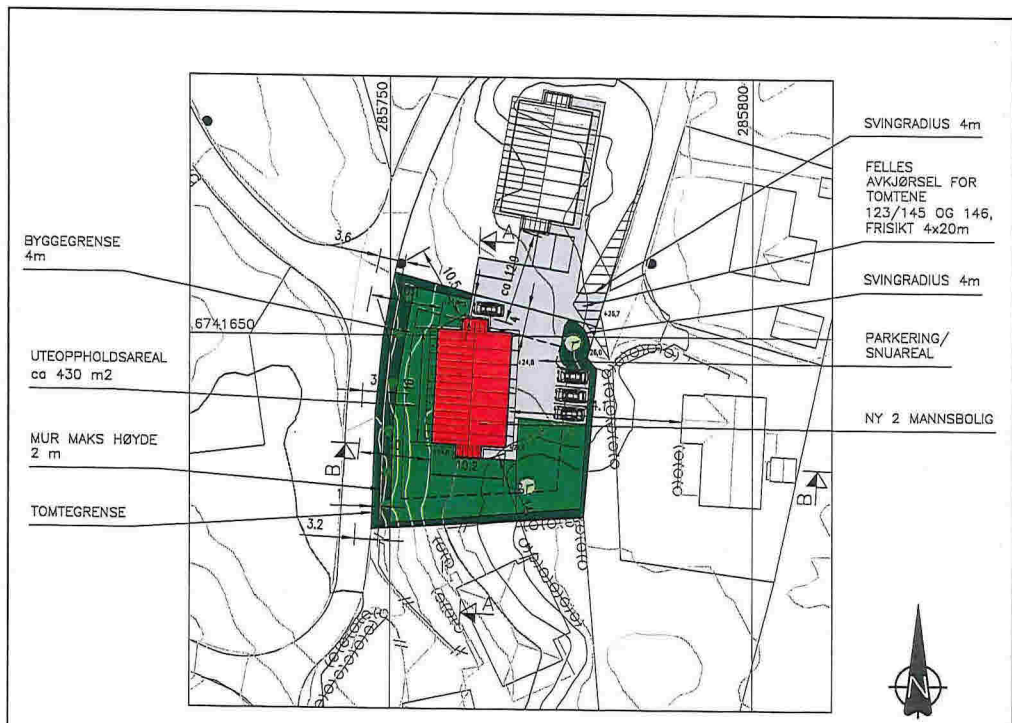 285750
285800
SVINGRADIUS 4m
FELLES
AVKJØRSEL FOR
TOMTENE
123/145 OG 146,
FRISIKT 4x20m
BYGGEGRENSE
4m
3,6
A
10,5
ca 12,9
SVINGRADIUS 4m
6741650
4
UTEOPPHOLDSAREAL
ca 430 m2
PARKERING/
SNUAREAL
3
18
NY 2 MANNSBOLIG
MUR MAKS HØYDE
2 m
B
10,2
B
TOMTEGRENSE
3.2
A
N